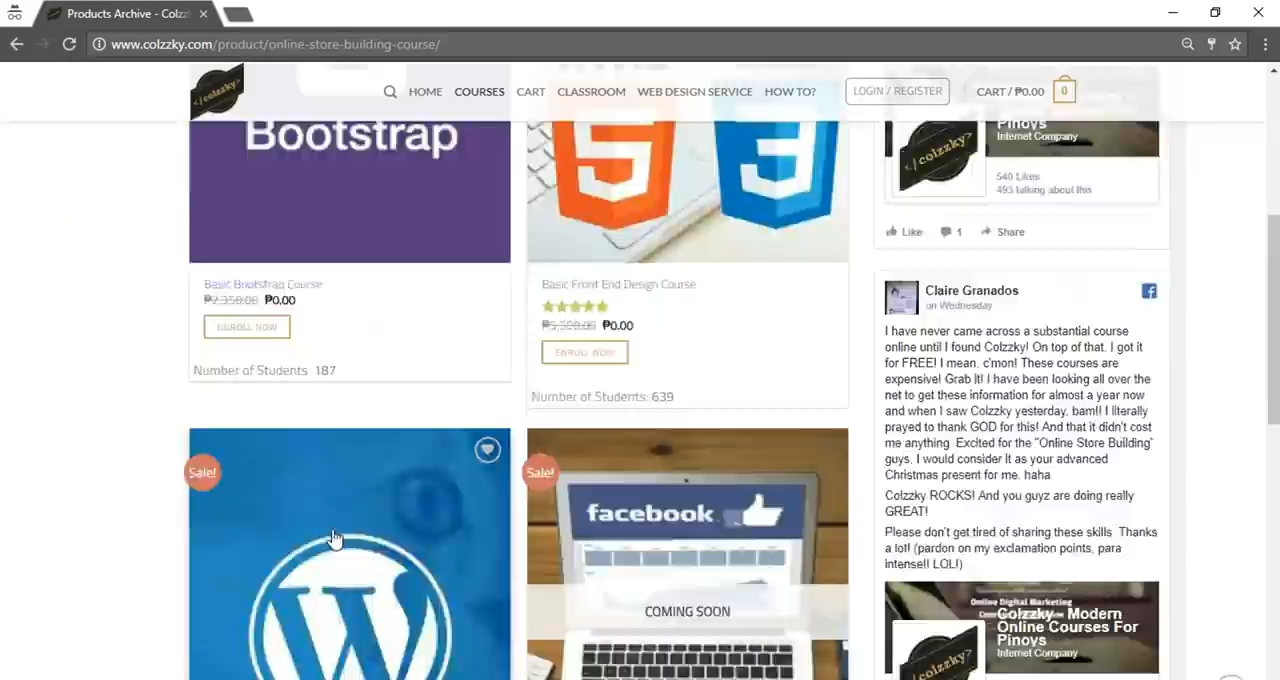 Products Archive - Colzz
www.colzzky.com/product/online-store-building-course/
</colzzky>
HOME
COURSES
CART
CLASSROOM
WEB DESIGN SERVICE
HOW TO?
LOGIN / REGISTER
CART / ₱0.00
0
Bootstrap
5
3
Basic Bootstrap Course
₱2,350.00 ₱0.00
ENROLL NOW
Number of Students 187
Basic Front End Design Course
₱5,500.00 ₱0.00
ENROLL NOW
Number of Students: 639
Sale!
W
Sale!
facebook
COMING SOON
</colzzky>
Pinoys
Internet Company
540 Likes
493 talking about this
Like
1
Share
Claire Granados
on Wednesday
I have never came across a substantial course
online until I found Colzzky! On top of that. I got it
for FREE! I mean. c'mon! These courses are
expensive! Grab It! I have been looking all over the
net to get these information for almost a year now
and when I saw Colzzky yesterday, bam!! I literally
prayed to thank GOD for this! And that it didn't cost
me anything. Excited for the "Online Store Building"
guys, I would consider It as your advanced
Christmas present for me. haha
Colzzky ROCKS! And you guyz are doing really
GREAT!
Please don't get tired of sharing these skills Thanks
a lot! (pardon on my exclamation points, para
intense!! LOL!)
Online Digital Marketing
Colzzky - Modern
Online Courses For
Pinoys
Internet Company
</colzzky>